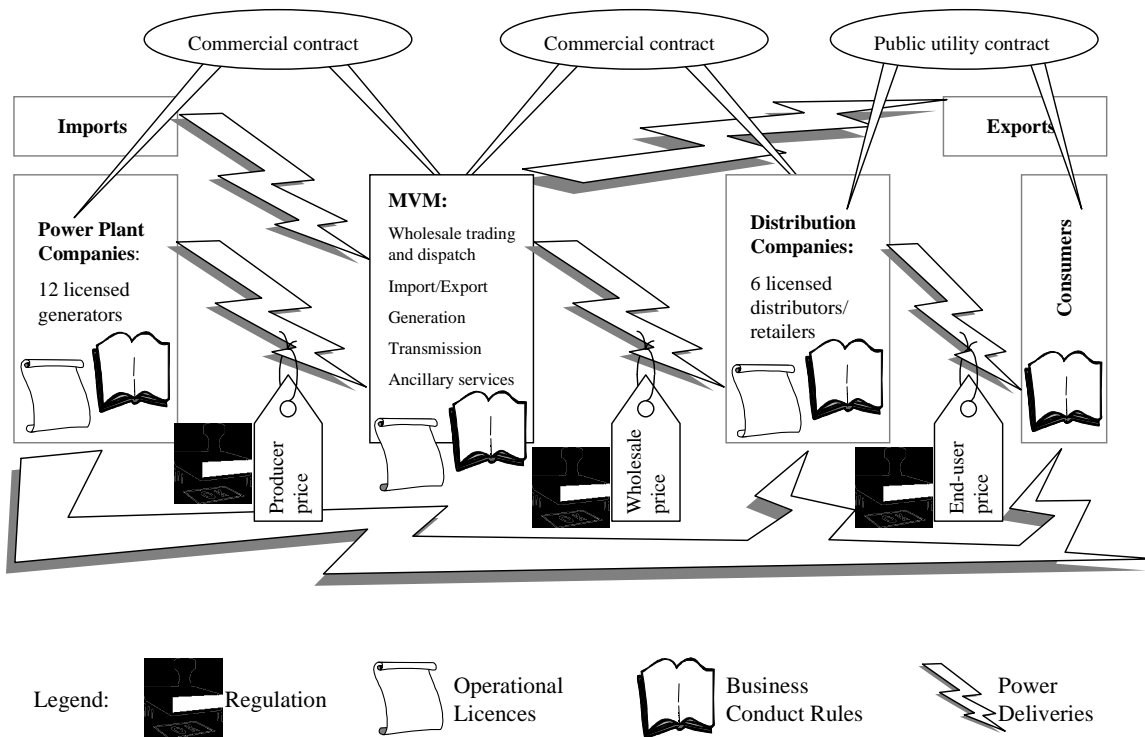 Commercial contract
Commercial contract
Public utility contract
Imports
Exports
Power Plant
Companies:
12 licensed
generators
MVM:
Wholesale trading
and dispatch
Import/Export
Generation
Transmission
Ancillary services
Distribution
Companies:
6 licensed
distributors/
retailers
Consumers
Producer
price
Wholesale
price
End-user
price
Legend:
Regulation
Operational
Licences
Business
Conduct Rules
Power
Deliveries